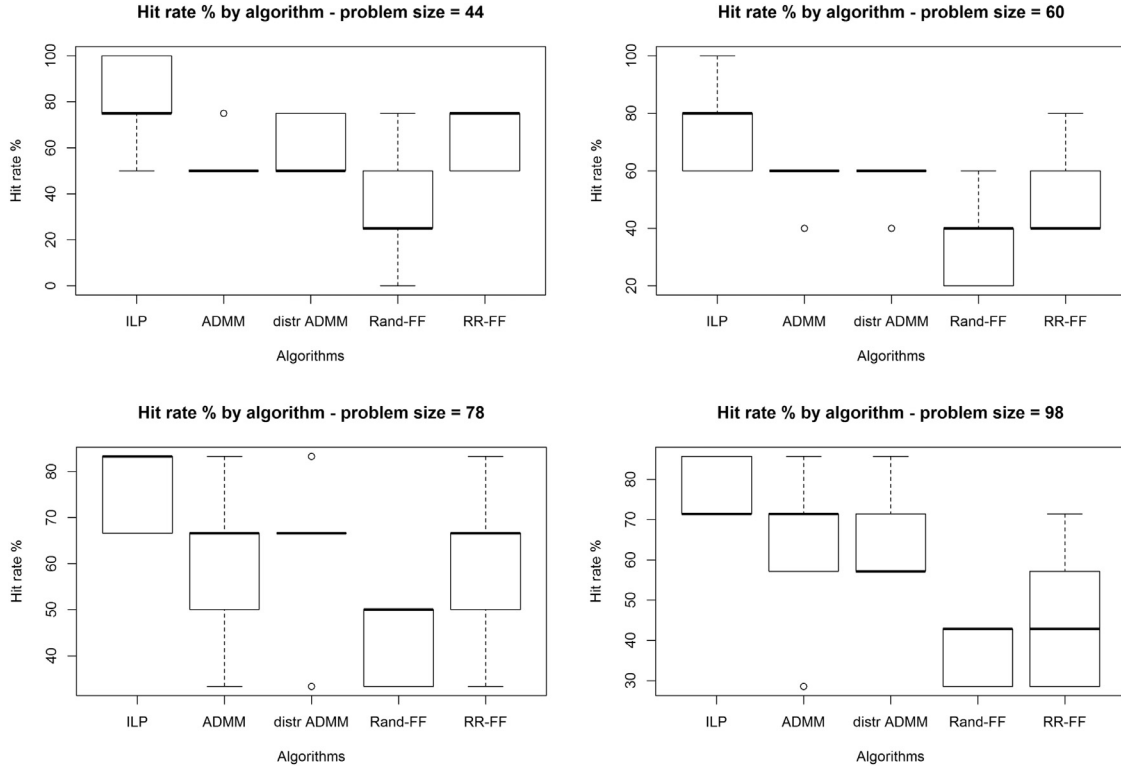 Hit rate % by algorithm - problem size = 44
Hit rate %
100
80
60
40
20
0
ILP ADMM distr ADMM Rand-FF RR-FF
Algorithms
Hit rate % by algorithm - problem size = 60
Hit rate %
100
80
60
40
20
ILP ADMM distr ADMM Rand-FF RR-FF
Algorithms
Hit rate % by algorithm - problem size = 78
Hit rate %
80
70
60
50
40
ILP ADMM distr ADMM Rand-FF RR-FF
Algorithms
Hit rate % by algorithm - problem size = 98
Hit rate %
80
70
60
50
40
30
ILP ADMM distr ADMM Rand-FF RR-FF
Algorithms